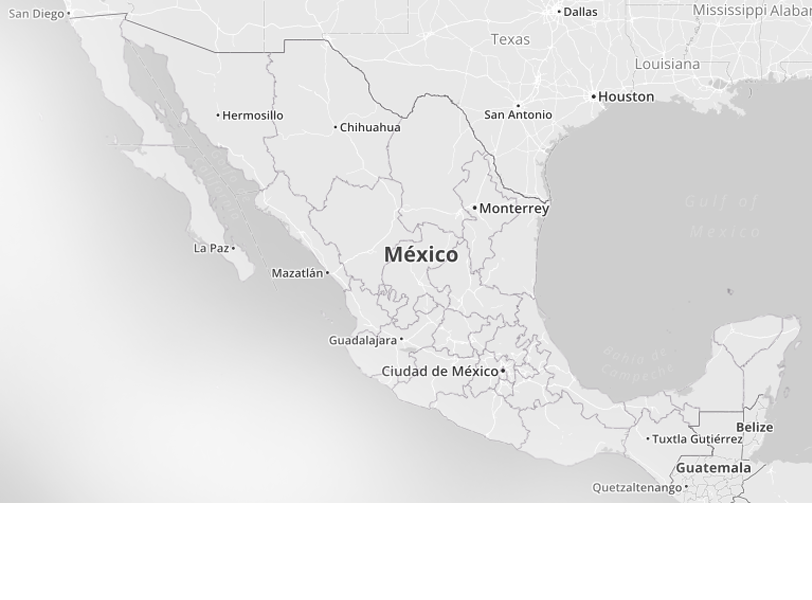 San Diego
Dallas
Mississippi
Alabar
Texas
Louisiana
Houston
San Antonio
Hermosillo
Chihuahua
Gulf of
México
Monterrey
La Paz
México
Mazatlán
Guadalajara
Bahía de
Campeche
Ciudad de México
Belize
Tuxtla Gutiérrez
Guatemala
Quetzaltenango